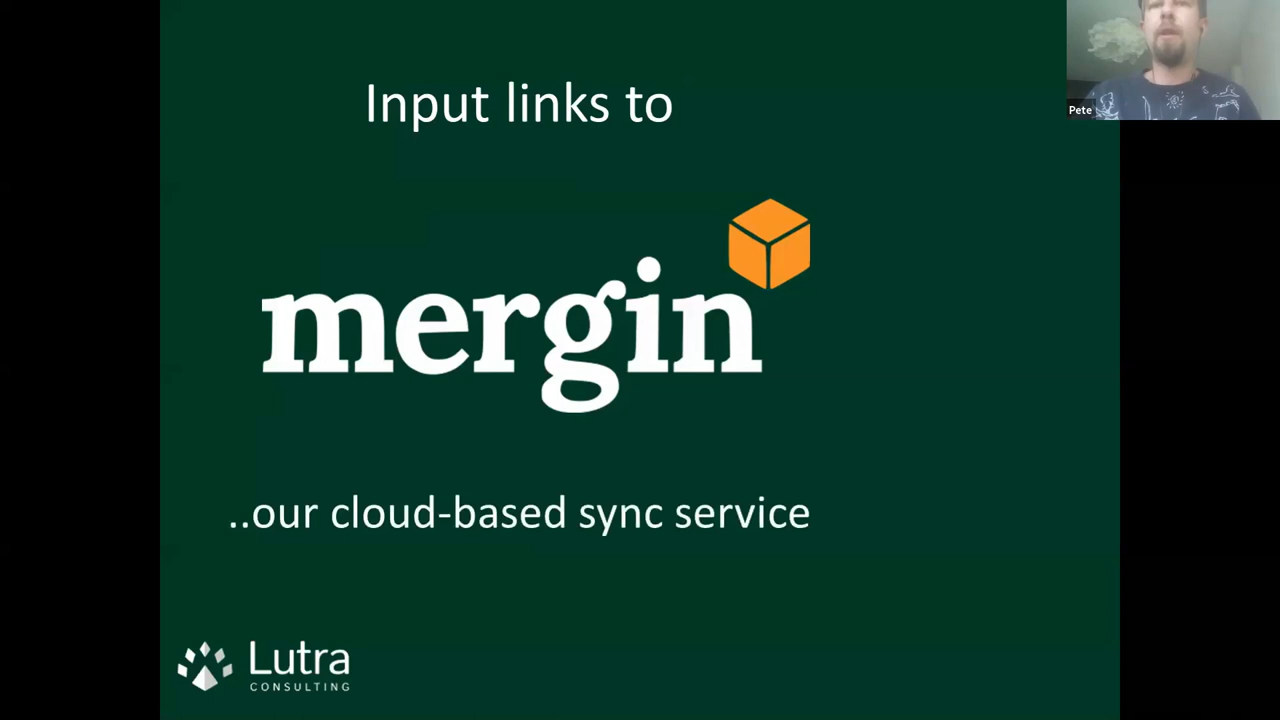 Input links to
Pete
mergin
..our cloud-based sync service
Lutra
CONSULTING